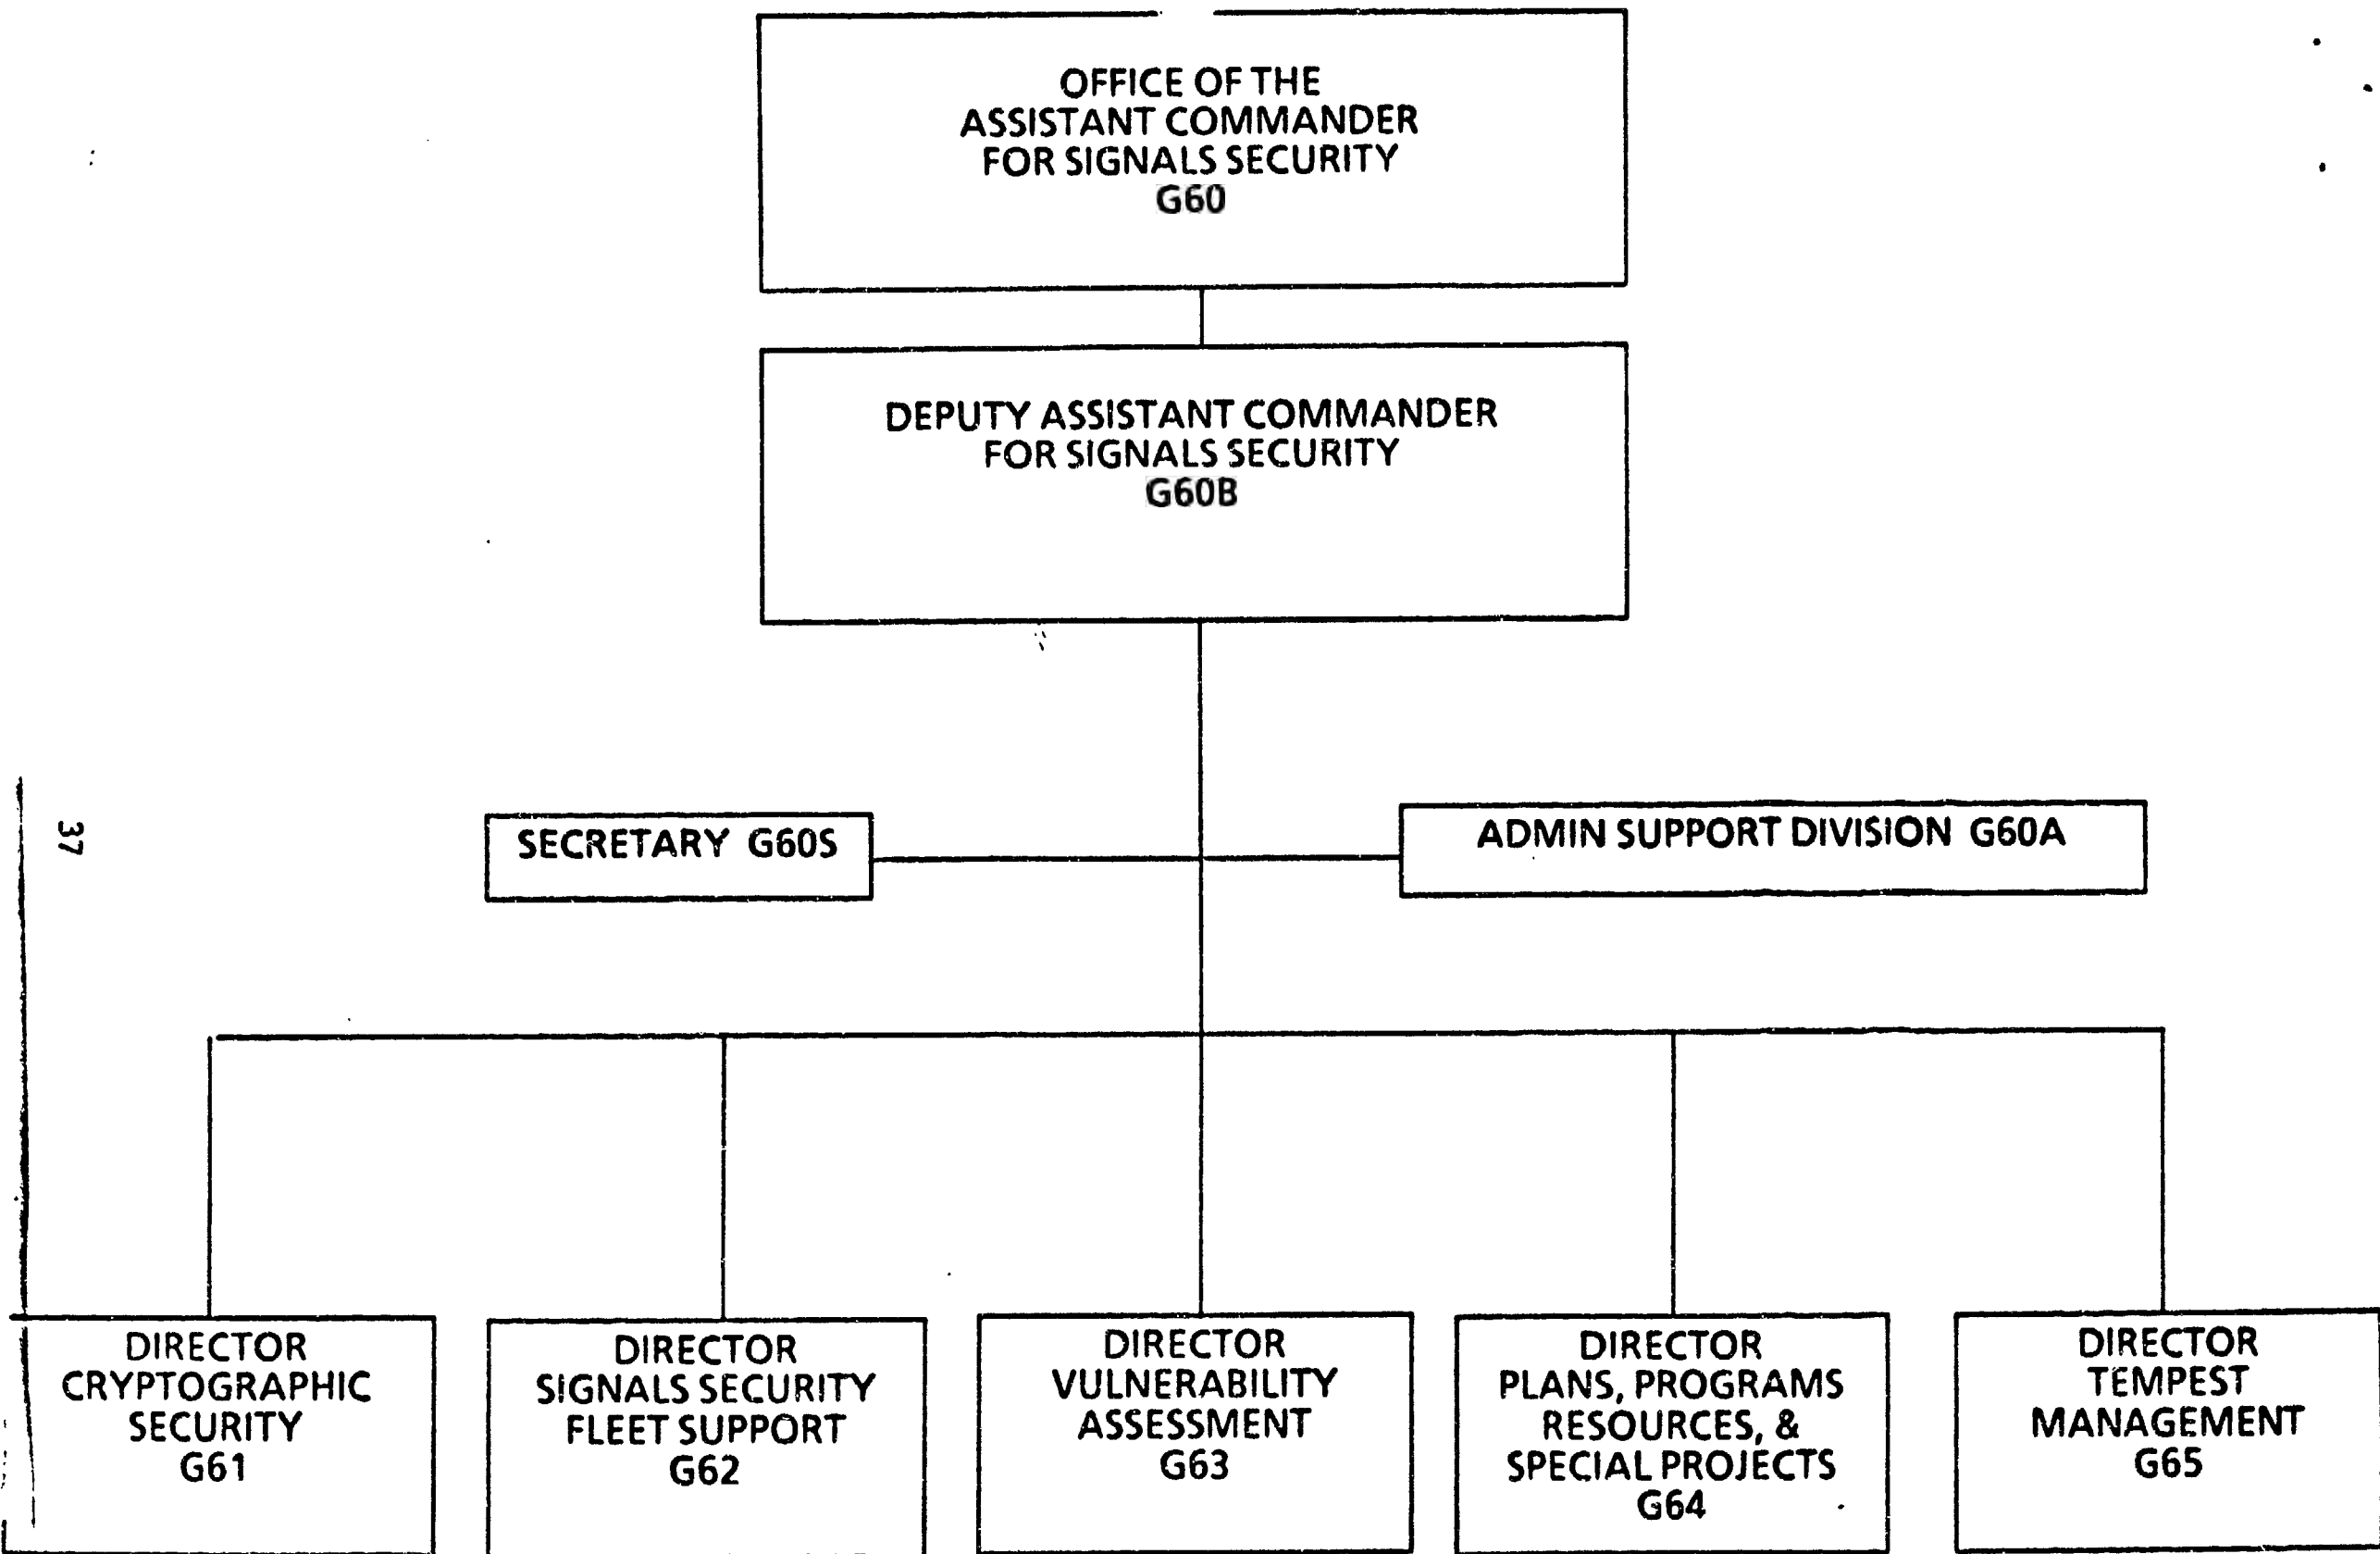 OFFICE OF THE
ASSISTANT COMMANDER
FOR SIGNALS SECURITY
G60
DEPUTY ASSISTANT COMMANDER
FOR SIGNALS SECURITY
G60B
37
SECRETARY G60S
ADMIN SUPPORT DIVISION G60A
DIRECTOR
CRYPTOGRAPHIC
SECURITY
G61
DIRECTOR
SIGNALS SECURITY
FLEET SUPPORT
G62
DIRECTOR
VULNERABILITY
ASSESSMENT
G63
DIRECTOR
PLANS, PROGRAMS
RESOURCES, &
SPECIAL PROJECTS
G64
DIRECTOR
TEMPEST
MANAGEMENT
G65